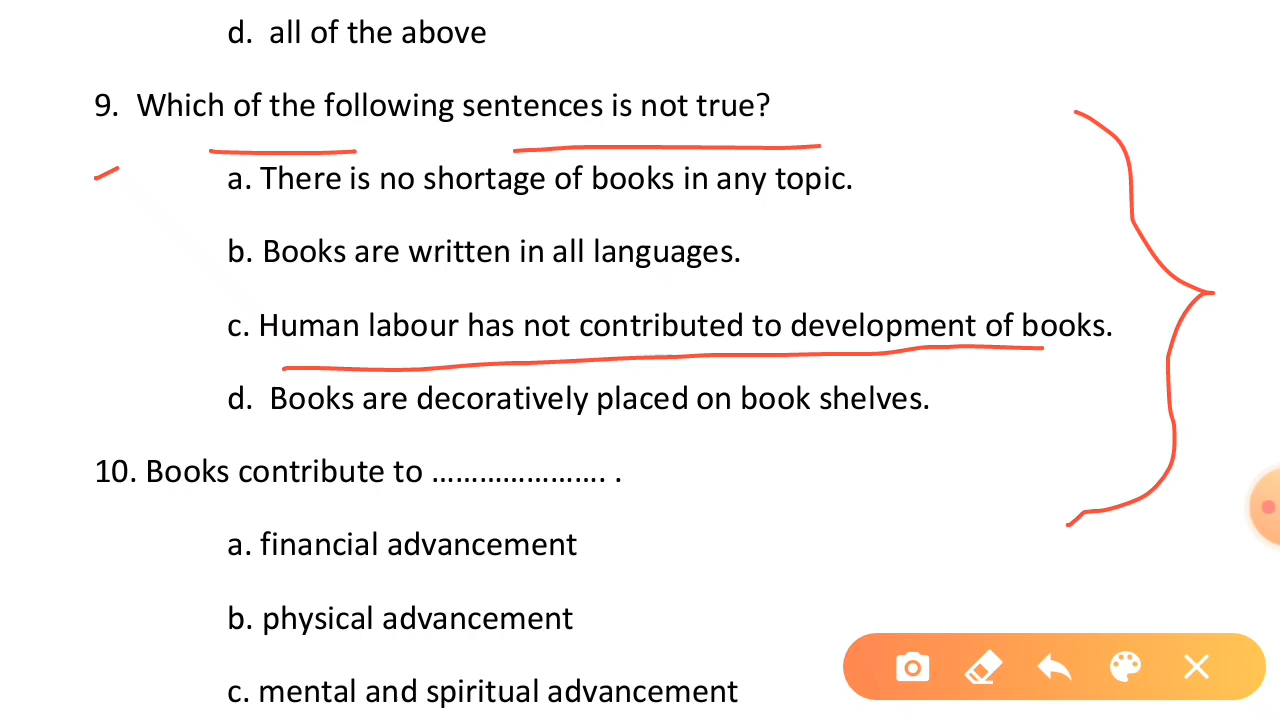 d. all of the above
9. Which of the following sentences is not true?
a. There is no shortage of books in any topic.
b. Books are written in all languages.
c. Human labour has not contributed to development of books.
d. Books are decoratively placed on book shelves.
10. Books contribute to ...................... .
a. financial advancement
b. physical advancement
c. mental and spiritual advancement